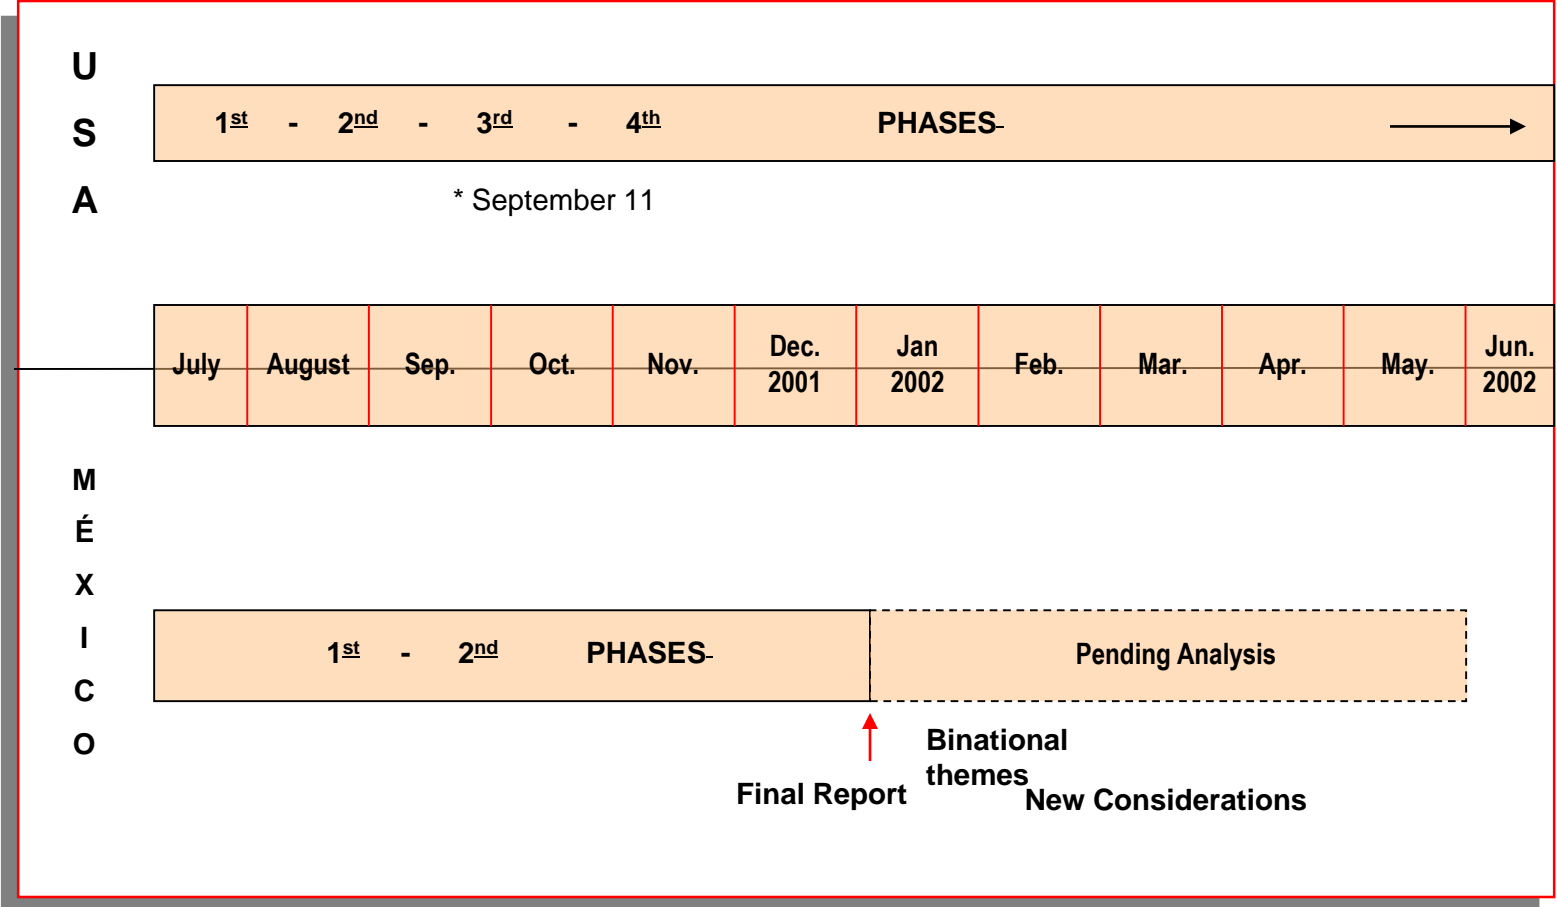 U
S
A
1st - 2nd - 3rd - 4th PHASES
* September 11
July August Sep. Oct. Nov. Dec. 2001 Jan 2002 Feb. Mar. Apr. May. Jun. 2002
M
É
X
I
C
O
1st - 2nd PHASES
Pending Analysis
Final Report
Binational
themes
New Considerations